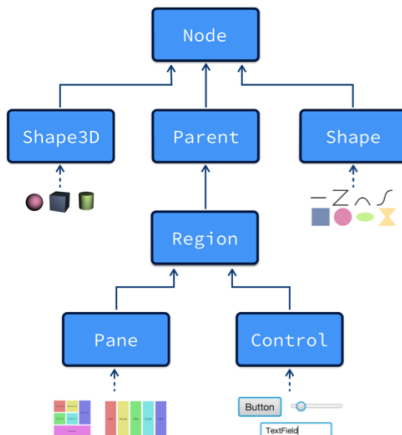 Node
Shape3D
Parent
Shape
Region
Pane
Control
Button
TextField